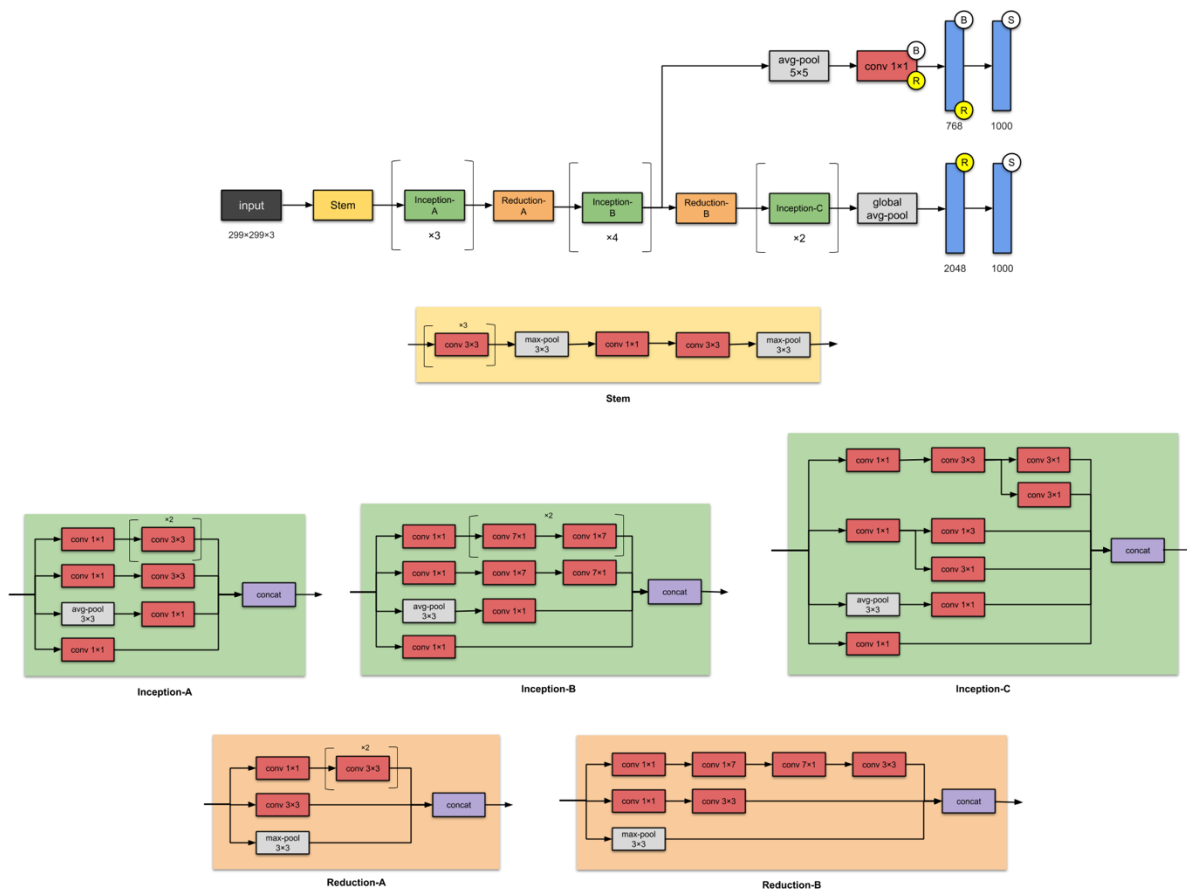 B
S
avg-pool
5×5
conv 1×1
R
R
768
1000
input
Stem
Inception-
A
Reduction-
A
Inception-
B
Reduction-
B
Inception-C
global
avg-pool
R
S
299×299×3
×3
×4
×2
2048
1000
B
×3
conv 3×3
max-pool
3×3
conv 1×1
conv 3×3
max-pool
3×3
Stem
×2
conv 1×1
conv 3×3
conv 1×1
conv 3×3
avg-pool
3×3
conv 1×1
conv 1×1
concat
Inception-A
×2
conv 1×1
conv 7×1
conv 1×7
conv 1×1
conv 1×7
conv 7×1
avg-pool
3×3
conv 1×1
conv 1×1
concat
Inception-B
conv 1×1
conv 3×3
conv 3×1
conv 3×1
conv 1×1
conv 1×3
conv 3×1
avg-pool
3×3
conv 1×1
conv 1×1
concat
Inception-C
×2
conv 1×1
conv 3×3
conv 3×3
max-pool
3×3
concat
Reduction-A
conv 1×1
conv 1×7
conv 7×1
conv 3×3
conv 1×1
conv 3×3
max-pool
3×3
concat
Reduction-B